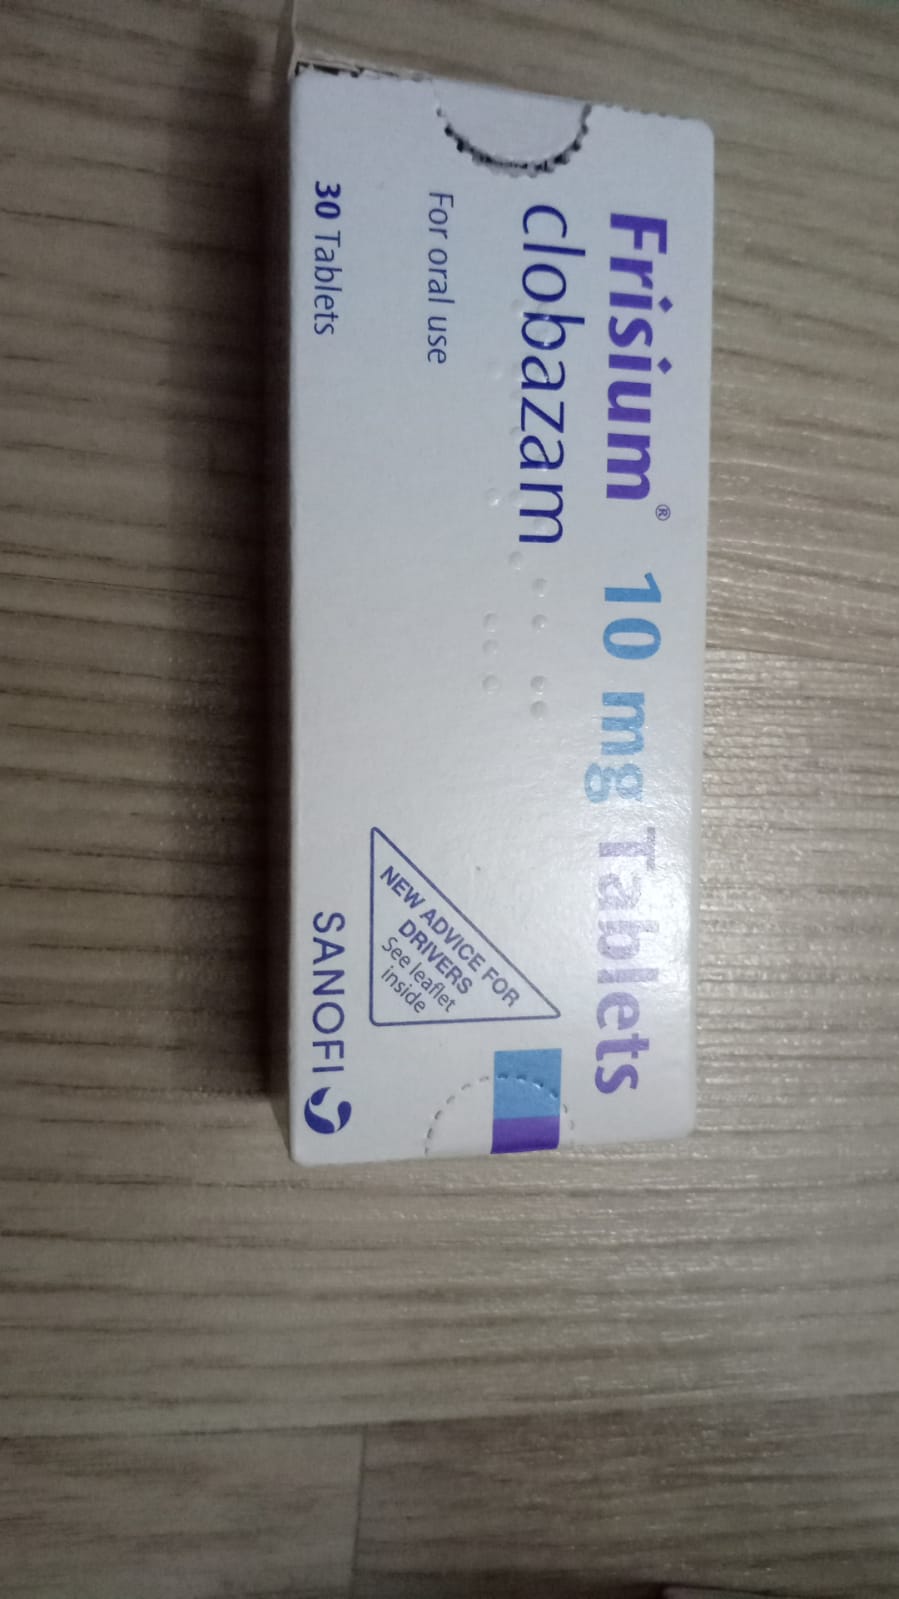 Frisium® 10 mg Tablets
clobazam
For oral use
30 Tablets
NEW ADVICE FOR
DRIVERS
See leaflet
inside
SANOFI